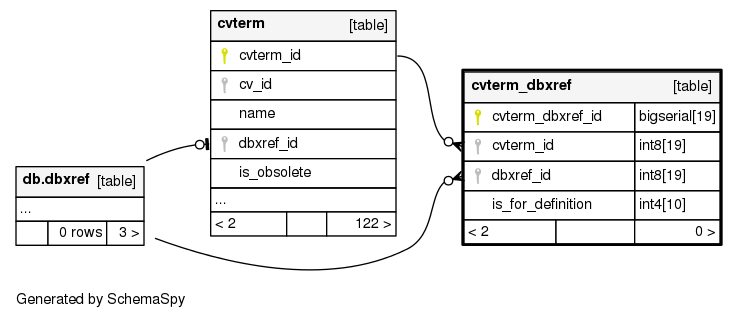 cvterm [table]
cvterm_id
cv_id
name
dbxref_id
is_obsolete
...
< 2 122 >
cvterm_dbxref [table]
cvterm_dbxref_id bigserial[19]
cvterm_id int8[19]
dbxref_id int8[19]
is_for_definition int4[10]
< 2 0 >
db.dbxref [table]
...
0 rows 3 >
Generated by SchemaSpy